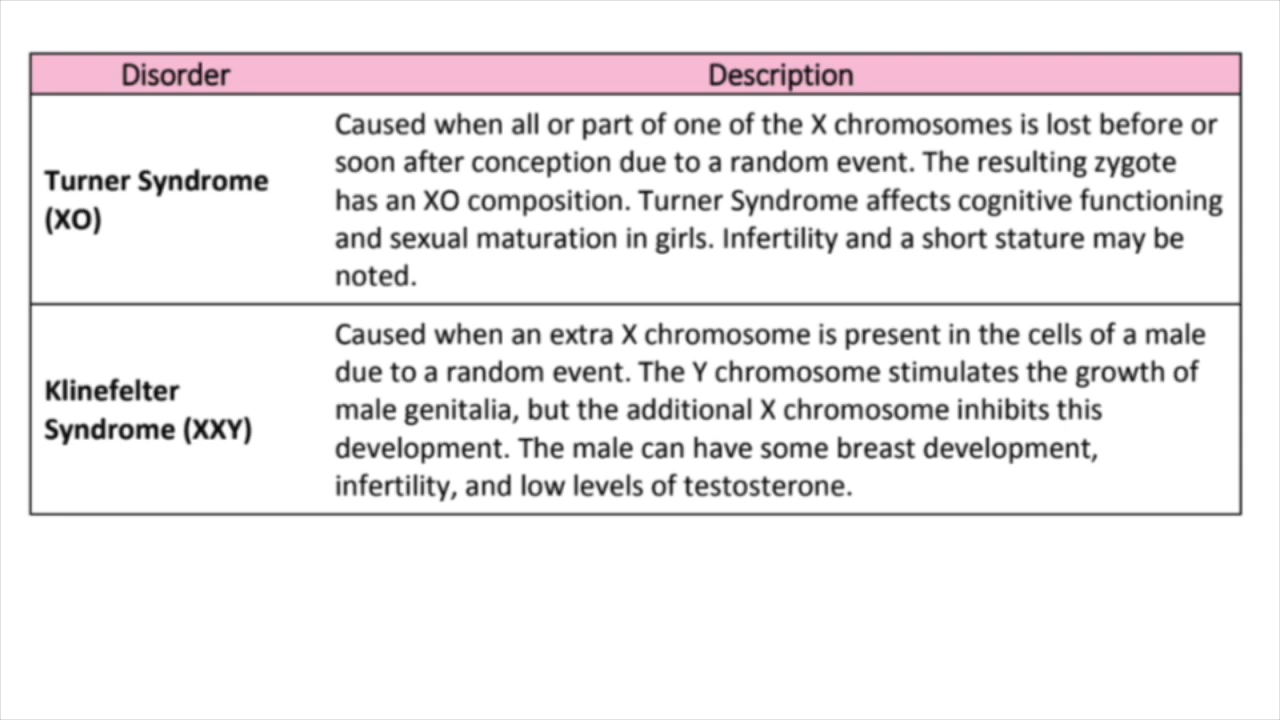 Disorder
Description
Turner Syndrome
(XO)
Caused when all or part of one of the X chromosomes is lost before or
soon after conception due to a random event. The resulting zygote
has an XO composition. Turner Syndrome affects cognitive functioning
and sexual maturation in girls. Infertility and a short stature may be
noted.
Klinefelter
Syndrome (XXY)
Caused when an extra X chromosome is present in the cells of a male
due to a random event. The Y chromosome stimulates the growth of
male genitalia, but the additional X chromosome inhibits this
development. The male can have some breast development,
infertility, and low levels of testosterone.